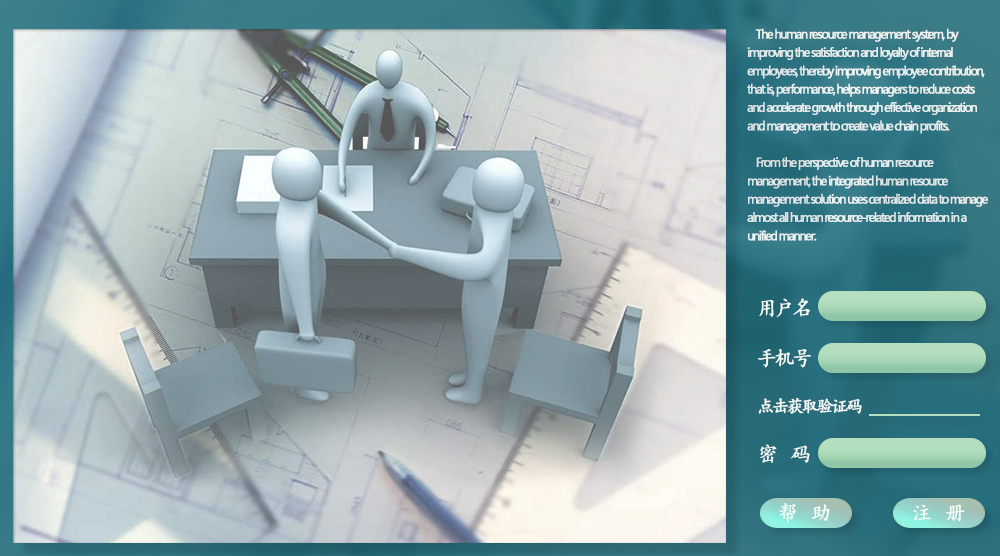 The human resource management system, by
improving the satisfaction and loyalty of internal
employees, thereby improving employee contribution,
that is, performance, helps managers to reduce costs
and accelerate growth through effective organization
and management to create value chain profits.
From the perspective of human resource
management, the integrated human resource
management solution uses centralized data to manage
almost all human resource-related information in a
unified manner.
用户名
手机号
点击获取验证码
密 码
帮 助
注 册